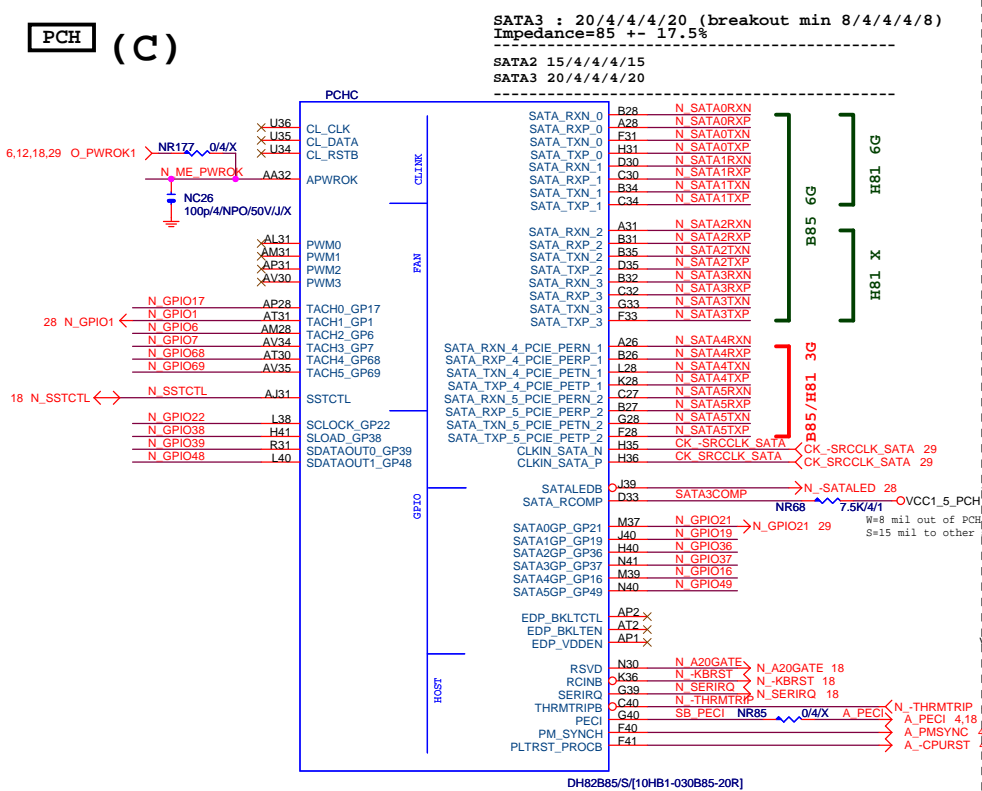 PCH (C)
SATA3 : 20/4/4/4/20 (breakout min 8/4/4/4/8)
Impedance=85 +- 17.5%
SATA2 15/4/4/4/15
SATA3 20/4/4/4/20
PCHC
U36 CL_CLK
U35 CL_DATA
U34 CL_RSTB
6,12,18,29 O_PWROK1 NR177 0/4/X
N_ME_PWROK AA32 APWROK
NC26
100p/4/NPO/50V/J/X
CLINK
AL31 PWM0
AM31 PWM1
AP31 PWM2
AV30 PWM3
FAN
N_GPIO17 AP28 TACH0_GP17
28 N_GPIO1 N_GPIO1 AT31 TACH1_GP1
N_GPIO6 AM28 TACH2_GP6
N_GPIO7 AV34 TACH3_GP7
N_GPIO68 AT30 TACH4_GP68
N_GPIO69 AV35 TACH5_GP69
18 N_SSTCTL N_SSTCTL AJ31 SSTCTL
N_GPIO22 L38 SCLOCK_GP22
N_GPIO38 H41 SLOAD_GP38
N_GPIO39 R31 SDATAOUT0_GP39
N_GPIO48 L40 SDATAOUT1_GP48
GPIO
HOST
SATA_RXN_0 B28 N_SATA0RXN
SATA_RXP_0 A28 N_SATA0RXP
SATA_TXN_0 F31 N_SATA0TXN
SATA_TXP_0 H31 N_SATA0TXP
SATA_RXN_1 D30 N_SATA1RXN
SATA_RXP_1 C30 N_SATA1RXP
SATA_TXN_1 B34 N_SATA1TXN
SATA_TXP_1 C34 N_SATA1TXP
H81 6G
SATA_RXN_2 A31 N_SATA2RXN
SATA_RXP_2 B31 N_SATA2RXP
SATA_TXN_2 B35 N_SATA2TXN
SATA_TXP_2 D35 N_SATA2TXP
SATA_RXN_3 B32 N_SATA3RXN
SATA_RXP_3 C32 N_SATA3RXP
SATA_TXN_3 G33 N_SATA3TXN
SATA_TXP_3 F33 N_SATA3TXP
B85 6G
H81 X
SATA_RXN_4_PCIE_PERN_1 A26 N_SATA4RXN
SATA_RXP_4_PCIE_PERP_1 B26 N_SATA4RXP
SATA_TXN_4_PCIE_PETN_1 L28 N_SATA4TXN
SATA_TXP_4_PCIE_PETP_1 K28 N_SATA4TXP
SATA_RXN_5_PCIE_PERN_2 C27 N_SATA5RXN
SATA_RXP_5_PCIE_PERP_2 B27 N_SATA5RXP
SATA_TXN_5_PCIE_PETN_2 G28 N_SATA5TXN
SATA_TXP_5_PCIE_PETP_2 F28 N_SATA5TXP
B85/H81 3G
CLKIN_SATA_N H35 CK_-SRCCLK_SATA CK_-SRCCLK_SATA 29
CLKIN_SATA_P H36 CK_SRCCLK_SATA CK_SRCCLK_SATA 29
SATALEDB J39 N_-SATALED 28
SATA_RCOMP D33 SATA3COMP NR68 7.5K/4/1 VCC1_5_PCH
W=8 mil out of PCH
S=15 mil to other
SATA0GP_GP21 M37 N_GPIO21 N_GPIO21 29
SATA1GP_GP19 J40 N_GPIO19
SATA2GP_GP36 H40 N_GPIO36
SATA3GP_GP37 N41 N_GPIO37
SATA4GP_GP16 M39 N_GPIO16
SATA5GP_GP49 N40 N_GPIO49
EDP_BKLTCTL AP2
EDP_BKLTEN AT2
EDP_VDDEN AP1
RSVD N30 N_A20GATE N_A20GATE 18
RCINB K36 N_-KBRST N_-KBRST 18
SERIRQ G39 N_SERIRQ N_SERIRQ 18
THRMTRIPB C40 N_-THRMTRIP N_-THRMTRIP
PECI G40 SB_PECI NR85 0/4/X A_PECI A_PECI 4,18
PM_SYNCH F40 A_PMSYNC
PLTRST_PROCB F41 A_-CPURST
DH82B85/S/[10HB1-030B85-20R]